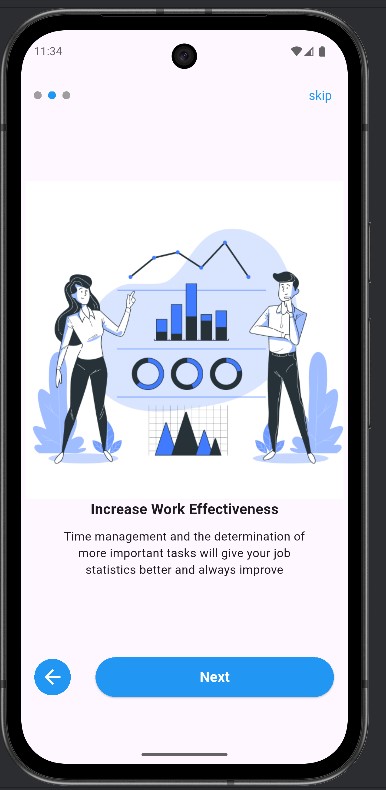 11:34
skip
Increase Work Effectiveness
Time management and the determination of
more important tasks will give your job
statistics better and always improve
Next